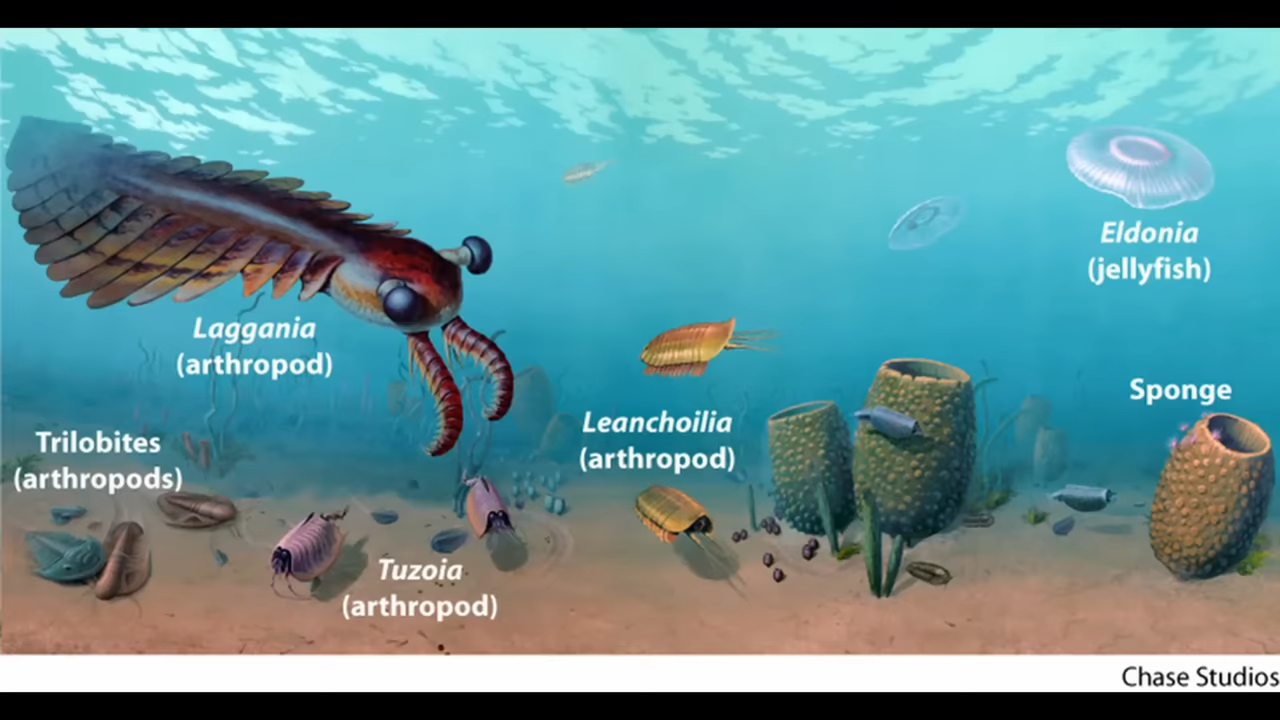 Eldonia
(jellyfish)
Laggania
(arthropod)
Sponge
Leanchoilia
(arthropod)
Trilobites
(arthropods)
Tuzoia
(arthropod)
Chase Studios